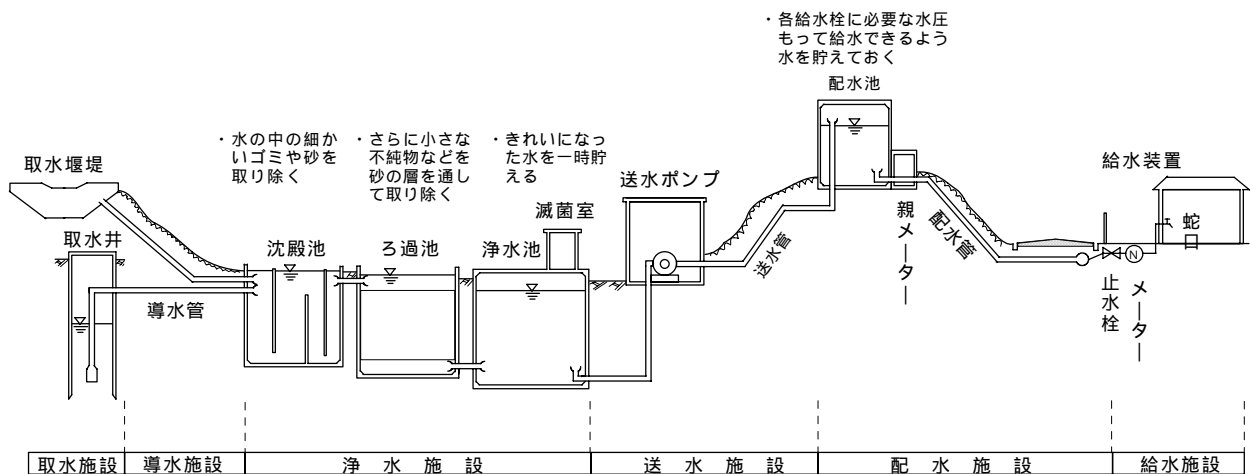 ・各給水栓に必要な水圧
もって給水できるよう
水を貯えておく
配水池
・水の中の細か
いゴミや砂を
取り除く
・さらに小さな
不純物などを
砂の層を通し
て取り除く
・きれいになっ
た水を一時貯
える
取水堰堤
送水ポンプ
給水装置
滅菌室
取水井
沈殿池
ろ過池
浄水池
導水管
送水管
親メーター
配水管
蛇
N
止水栓
メーター
取水施設
導水施設
浄水施設
送水施設
配水施設
給水施設